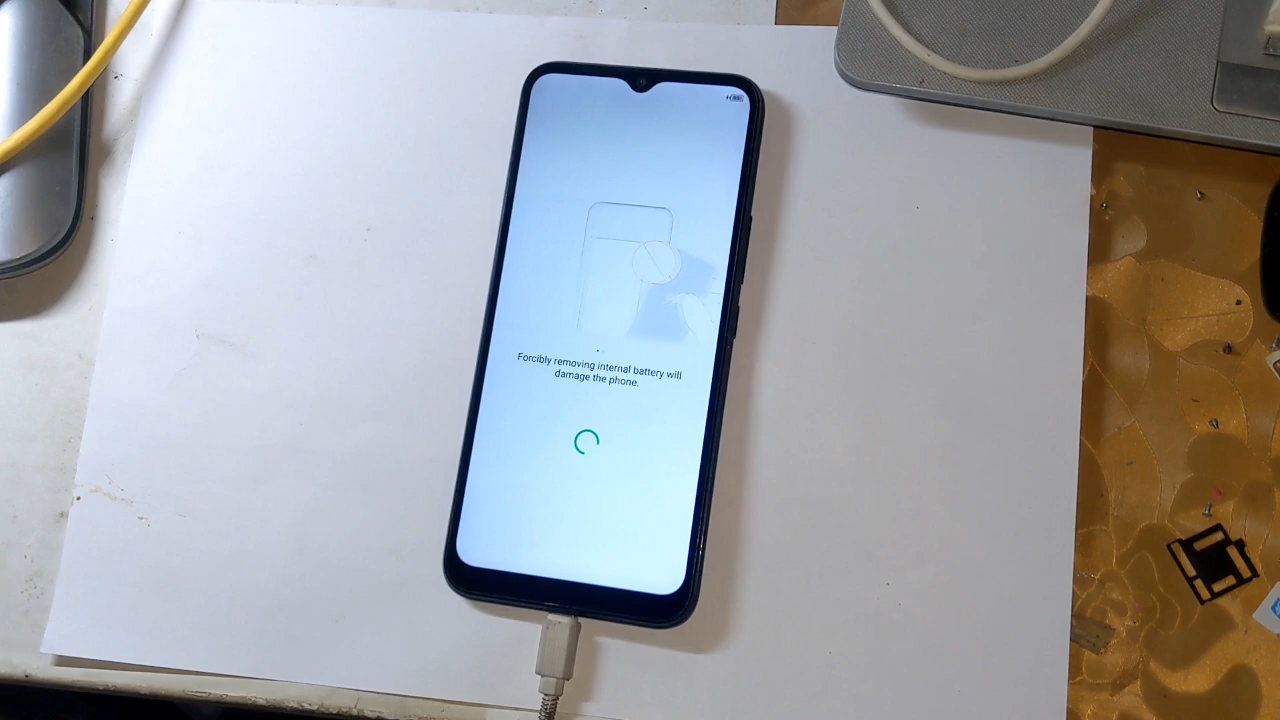 Forcibly removing internal battery will
damage the phone.